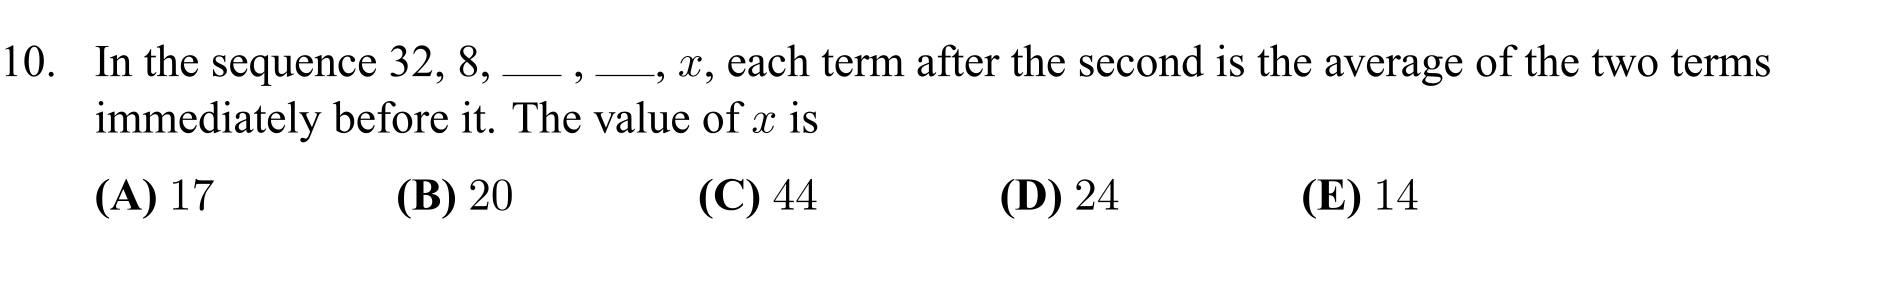 10. In the sequence 32, 8, ___ , ___, x, each term after the second is the average of the two terms
immediately before it. The value of x is
(A) 17 (B) 20 (C) 44 (D) 24 (E) 14